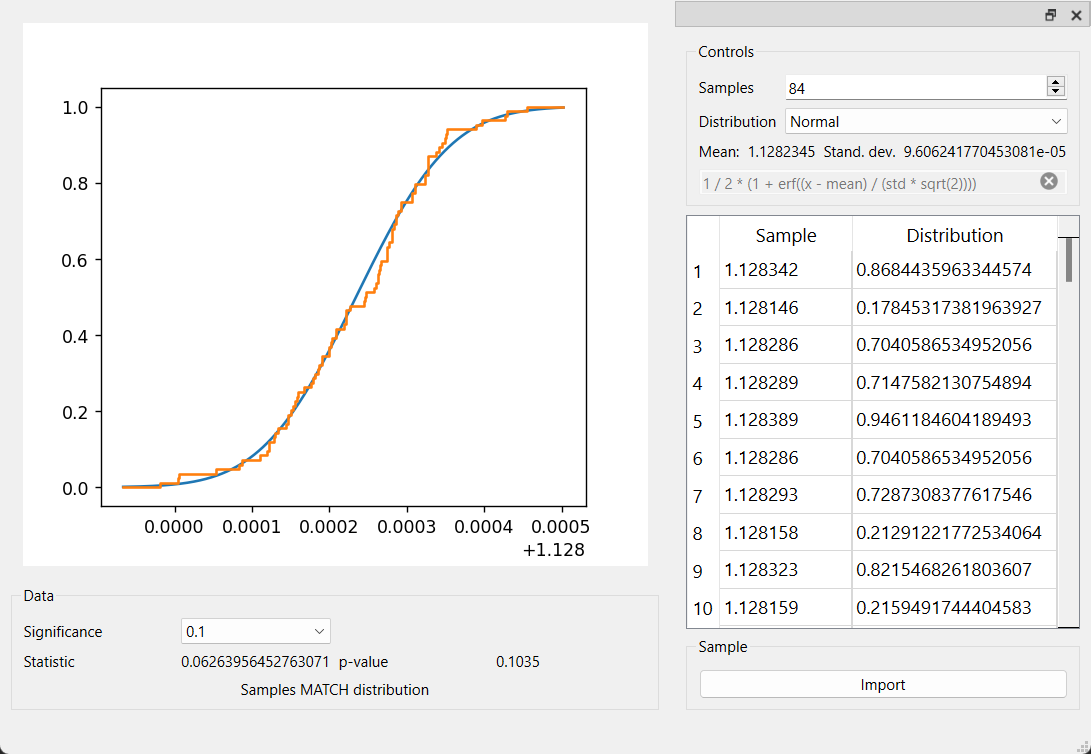 1.0
0.8
0.6
0.4
0.2
0.0
0.0000 0.0001 0.0002 0.0003 0.0004 0.0005
+1.128
Data
Significance 0.1
Statistic 0.06263956452763071 p-value 0.1035
Samples MATCH distribution
Controls
Samples 84
Distribution Normal
Mean: 1.1282345 Stand. dev. 9.606241770453081e-05
1 / 2 * (1 + erf((x - mean) / (std * sqrt(2))))
Sample Distribution
1 1.128342 0.8684435963344574
2 1.128146 0.17845317381963927
3 1.128286 0.7040586534952056
4 1.128289 0.7147582130754894
5 1.128389 0.9461184604189493
6 1.128286 0.7040586534952056
7 1.128293 0.7287308377617546
8 1.128158 0.21291221772534064
9 1.128323 0.8215468261803607
10 1.128159 0.2159491744404583
Sample
Import